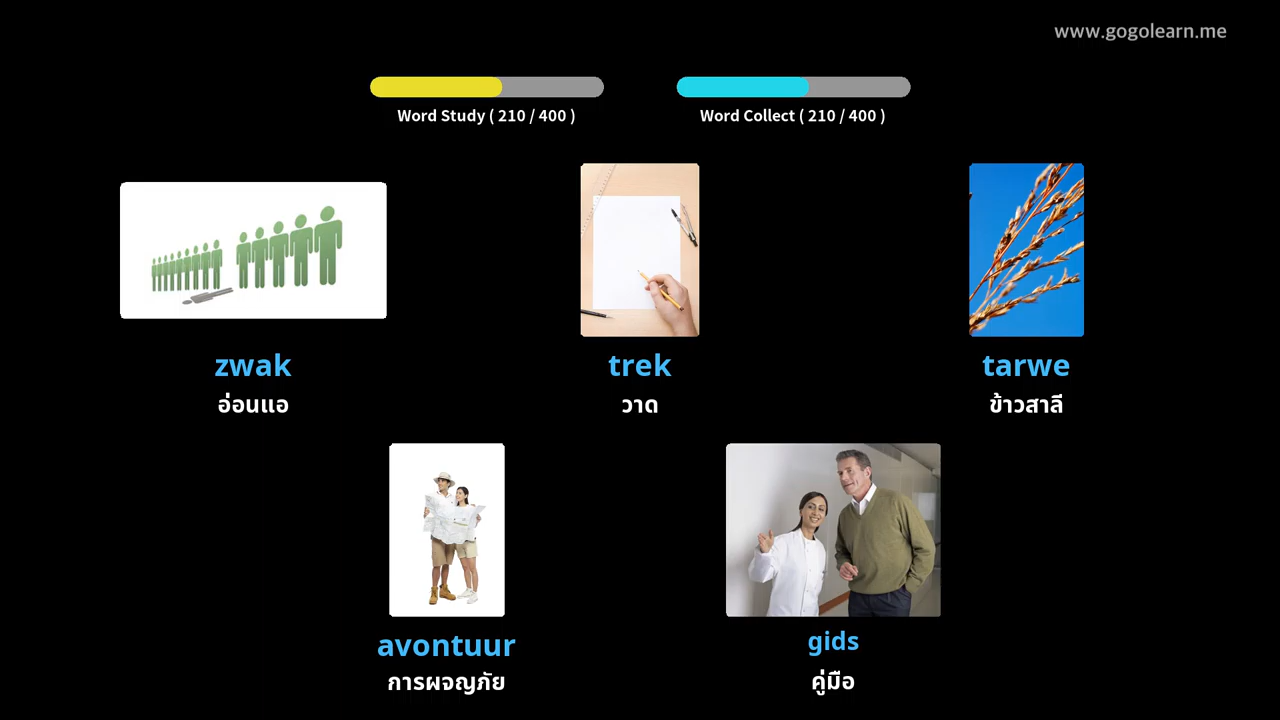 www.gogolearn.me
Word Study ( 210 / 400 )
Word Collect ( 210 / 400 )
zwak
อ่อนแอ
trek
วาด
tarwe
ข้าวสาลี
avontuur
การผจญภัย
gids
คู่มือ